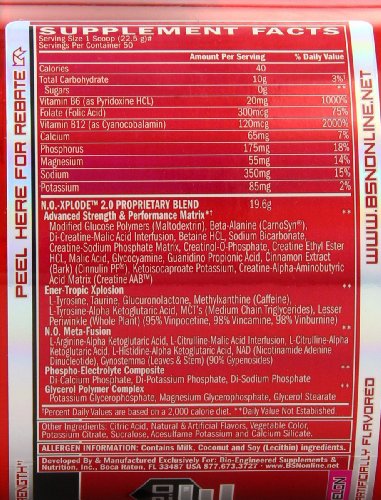 SUPPLEMENT FACTS
Serving Size 1 Scoop (22.5 g)#
Servings Per Container 50
Amount Per Serving % Daily Value
Calories 40
Total Carbohydrate 10g 3%†
Sugars 0g **
Vitamin B6 (as Pyridoxine HCL) 20mg 1000%
Folate (Folic Acid) 300mcg 75%
Vitamin B12 (as Cyanocobalamin) 120mcg 2000%
Calcium 65mg 7%
Phosphorus 175mg 18%
Magnesium 55mg 14%
Sodium 350mg 15%
Potassium 85mg 2%
N.O.-XPLODE™ 2.0 PROPRIETARY BLEND 19.6g
Advanced Strength & Performance Matrix*† **
Modified Glucose Polymers (Maltodextrin), Beta-Alanine (CarnoSyn®),
Di-Creatine-Malic Acid Interfusion, Betaine HCL, Sodium Bicarbonate,
Creatine-Sodium Phosphate Matrix, Creatinol-O-Phosphate, Creatine Ethyl Ester
HCL, Malic Acid, Glycocyamine, Guanidino Propionic Acid, Cinnamon Extract
(Bark) (Cinnulin PF®), Ketoisocaproate Potassium, Creatine-Alpha-Aminobutyric
Acid Matrix (Creatine AAB™)
Ener-Tropic Xplosion **
L-Tyrosine, Taurine, Glucuronolactone, Methylxanthine (Caffeine),
L-Tyrosine-Alpha Ketoglutaric Acid, MCT's (Medium Chain Triglycerides), Lesser
Periwinkle (Whole Plant) (95% Vinpocetine, 98% Vincamine, 98% Vinburnine)
N.O. Meta-Fusion **
L-Arginine-Alpha Ketoglutaric Acid, L-Citrulline-Malic Acid Interfusion, L-Citrulline-Alpha
Ketoglutaric Acid, L-Histidine-Alpha Ketoglutaric Acid, NAD (Nicotinamide Adenine
Dinucleotide), Gynostemma (Leaves & Stem) (90% Gypenosides)
Phospho-Electrolyte Composite **
Di-Calcium Phosphate, Di-Potassium Phosphate, Di-Sodium Phosphate
Glycerol Polymer Complex **
Potassium Glycerophosphate, Magnesium Glycerophosphate, Glycerol Stearate
†Percent Daily Values are based on a 2,000 calorie diet. **Daily Value Not Established
Other Ingredients: Citric Acid, Natural & Artificial Flavors, Vegetable Color,
Potassium Citrate, Sucralose, Acesulfame Potassium and Calcium Silicate.
ALLERGEN INFORMATION: Contains Milk, Coconut and Soy (Lecithin) ingredients.
Developed By & Manufactured Exclusively For: Bio-Engineered Supplements &
Nutrition, Inc., Boca Raton, FL 33487 USA 877.673.3727 · www.BSNonline.net
PEEL HERE FOR REBATE
WWW.BSNONLINE.NET